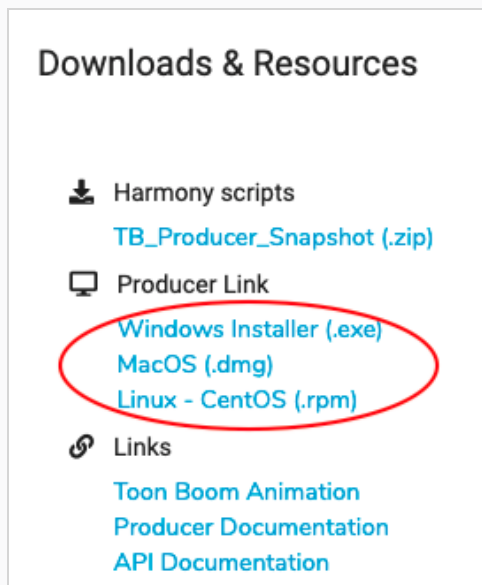 Downloads & Resources
Harmony scripts
TB_Producer_Snapshot (.zip)
Producer Link
Windows Installer (.exe)
MacOS (.dmg)
Linux - CentOS (.rpm)
Links
Toon Boom Animation
Producer Documentation
API Documentation